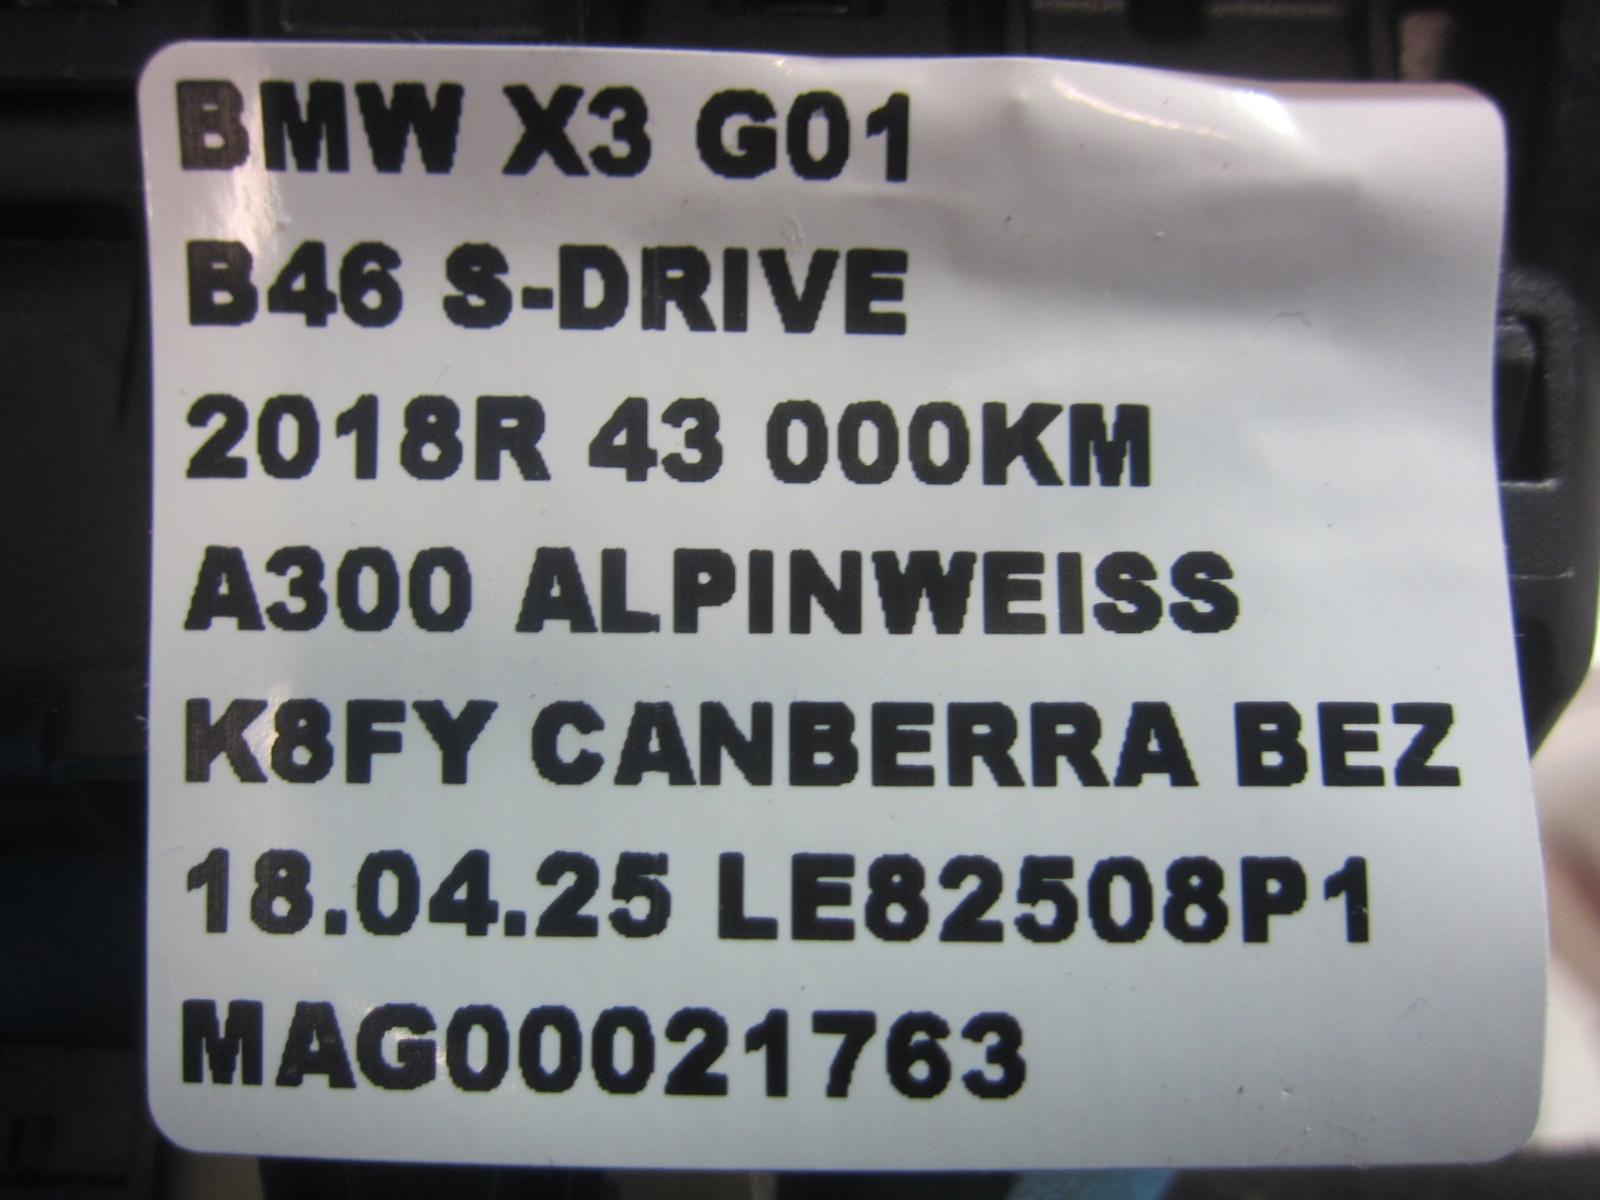 BMW X3 G01
B46 S-DRIVE
2018R 43 000KM
A300 ALPINWEISS
K8FY CANBERRA BEZ
18.04.25 LE82508P1
MAG00021763